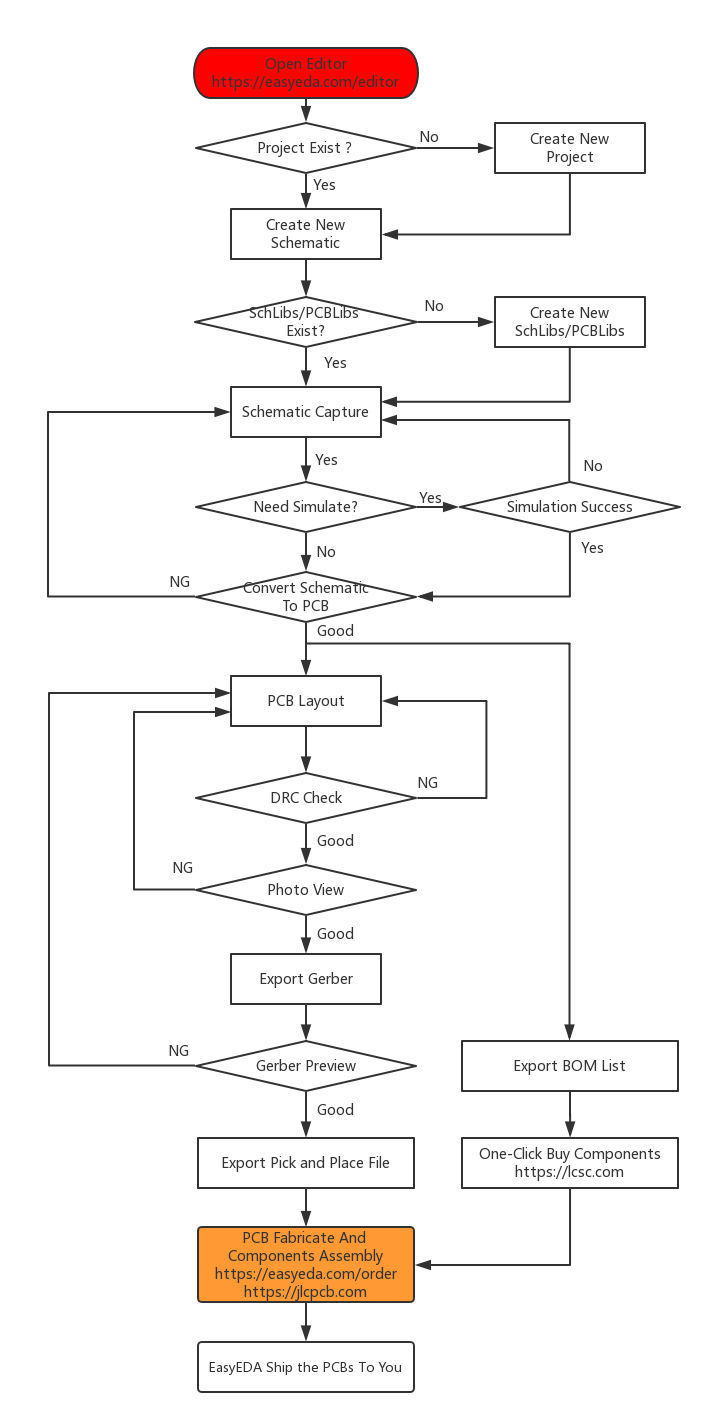 Open Editor
https://easyeda.com/editor
Project Exist ?
No
Create New
Project
Yes
Create New
Schematic
SchLibs/PCBLibs
Exist?
No
Create New
SchLibs/PCBLibs
Yes
Schematic Capture
Yes
No
Need Simulate?
Yes
Simulation Success
No
Yes
NG
Convert Schematic
To PCB
Good
PCB Layout
DRC Check
NG
Good
NG
Photo View
Good
Export Gerber
NG
Gerber Preview
Export BOM List
Good
Export Pick and Place File
One-Click Buy Components
https://lcsc.com
PCB Fabricate And
Components Assembly
https://easyeda.com/order
https://jlcpcb.com
EasyEDA Ship the PCBs To You